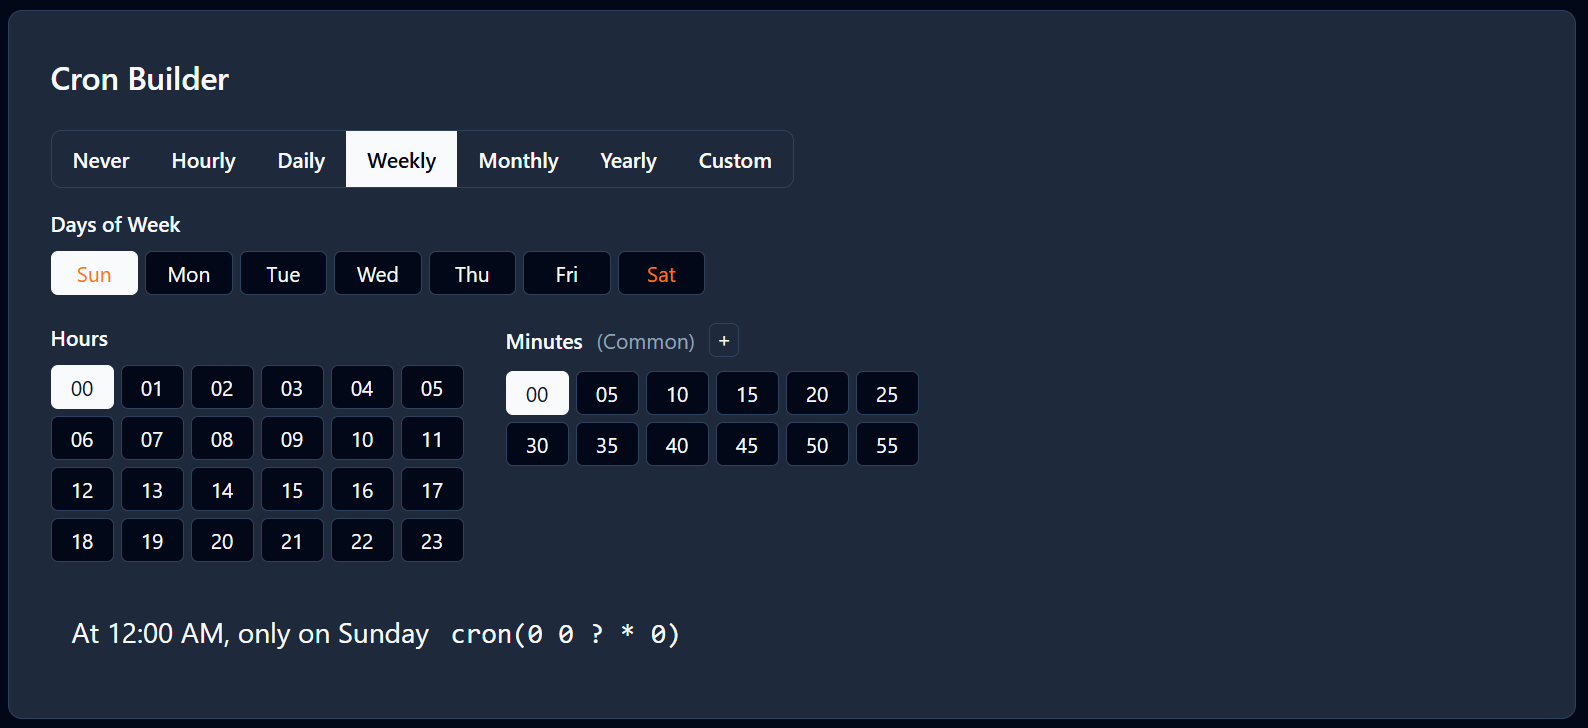 Cron Builder
Never Hourly Daily Weekly Monthly Yearly Custom
Days of Week
Sun Mon Tue Wed Thu Fri Sat
Hours
00 01 02 03 04 05
06 07 08 09 10 11
12 13 14 15 16 17
18 19 20 21 22 23
Minutes (Common) +
00 05 10 15 20 25
30 35 40 45 50 55
At 12:00 AM, only on Sunday cron(0 0 ? * 0)